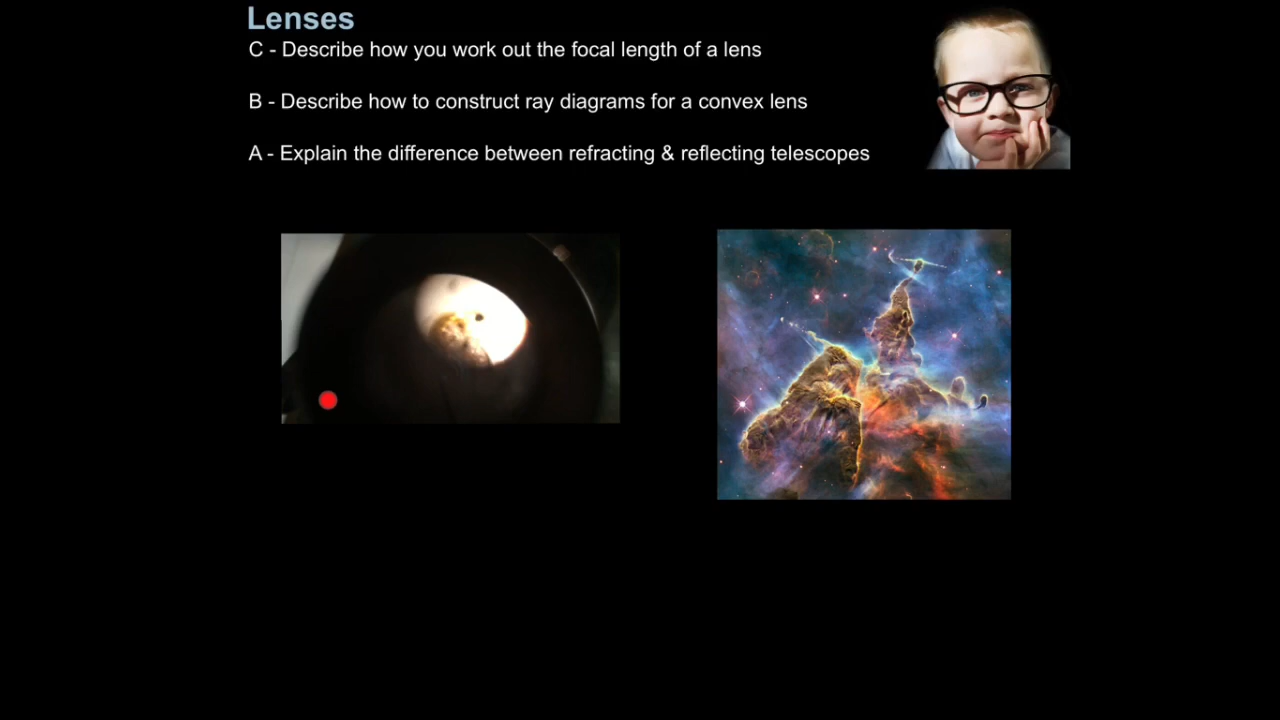 Lenses
C - Describe how you work out the focal length of a lens
B - Describe how to construct ray diagrams for a convex lens
A - Explain the difference between refracting & reflecting telescopes